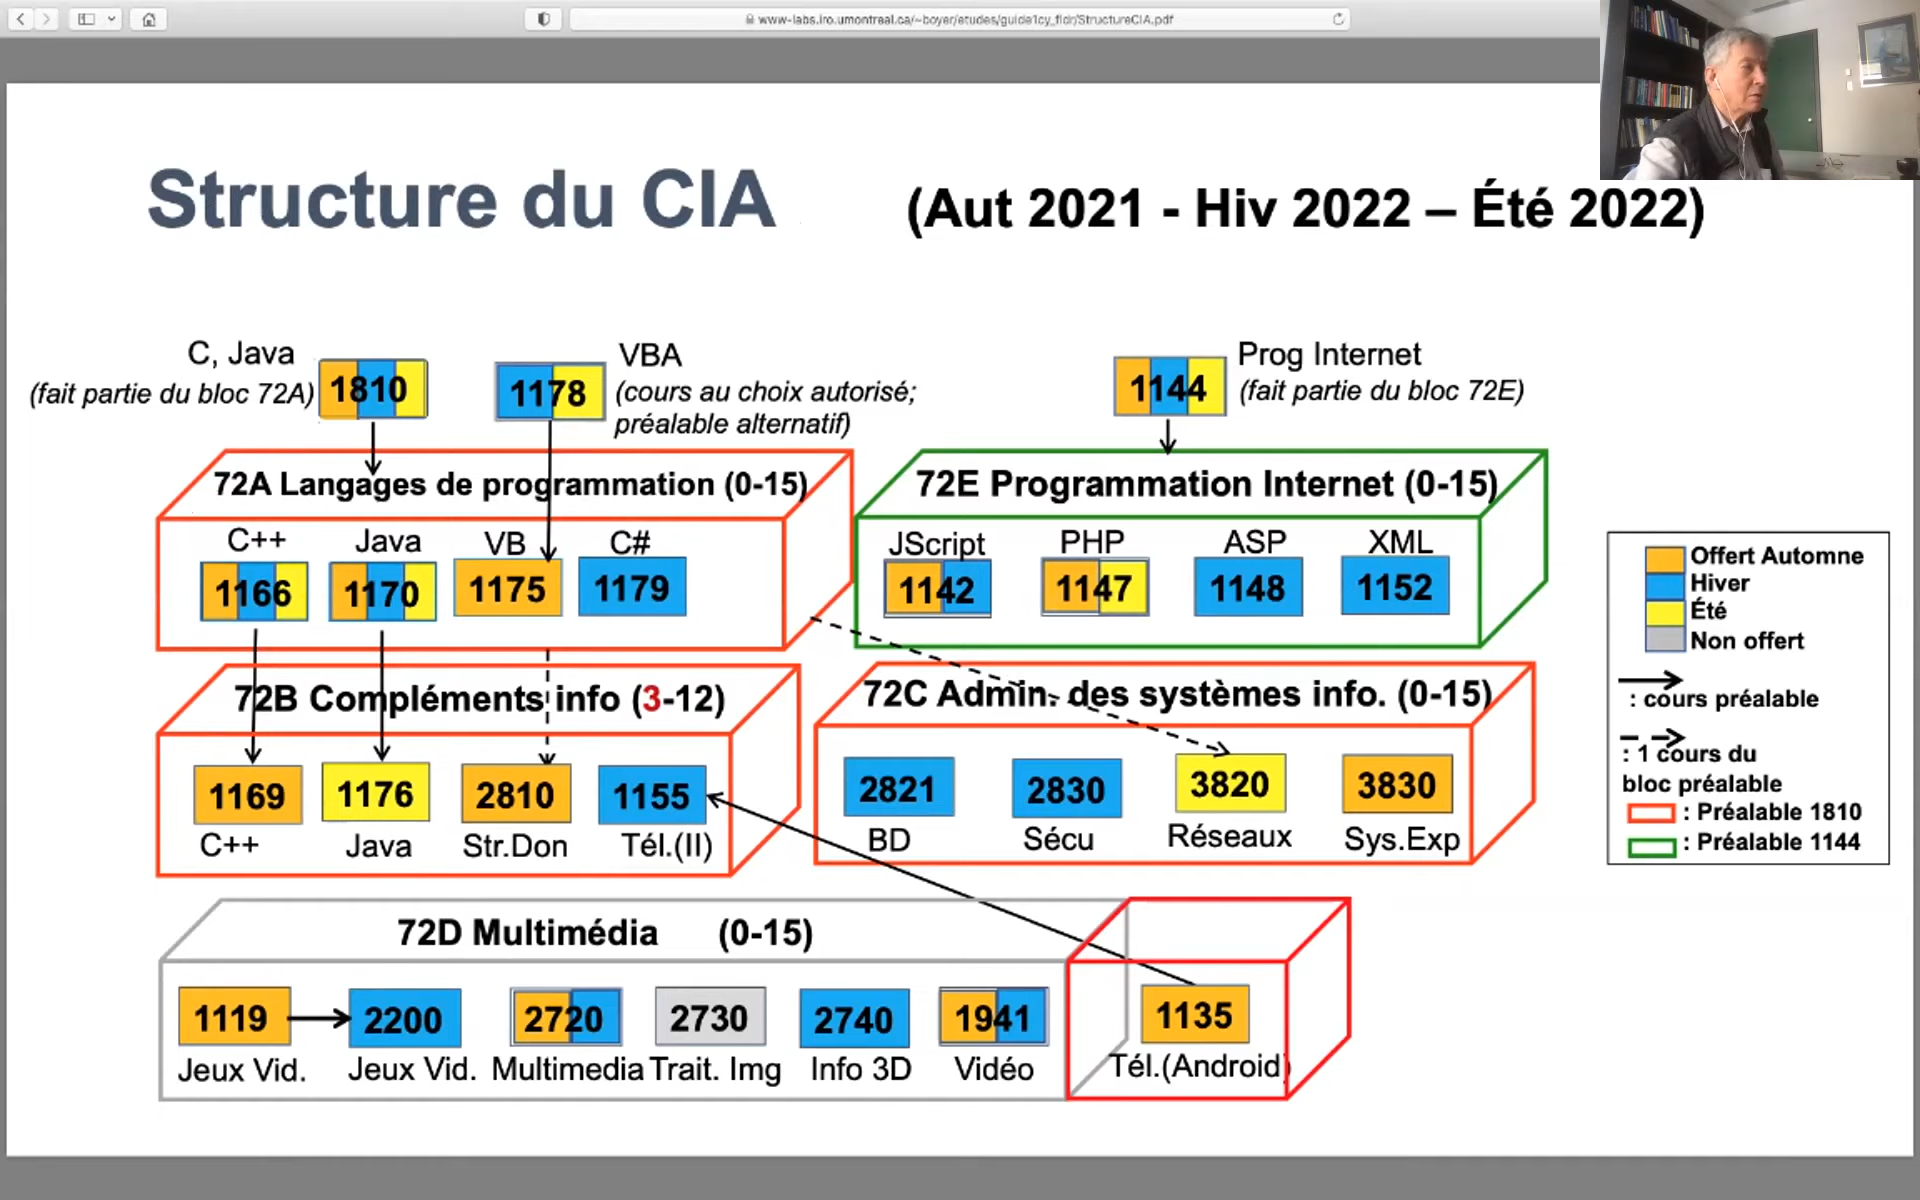 www-labs.iro.umontreal.ca/~boyer/etudes/guide1cy_fldr/StructureCIA.pdf
Structure du CIA
(Aut 2021 - Hiv 2022 – Été 2022)
C, Java
(fait partie du bloc 72A)
1810
1178
VBA
(cours au choix autorisé;
préalable alternatif)
1144
Prog Internet
(fait partie du bloc 72E)
72A Langages de programmation (0-15)
C++ Java VB C#
1166 1170 1175 1179
72E Programmation Internet (0-15)
JScript PHP ASP XML
1142 1147 1148 1152
72B Compléments info (3-12)
1169 1176 2810 1155
C++ Java Str.Don Tél.(II)
72C Admin. des systèmes info. (0-15)
2821 2830 3820 3830
BD Sécu Réseaux Sys.Exp
72D Multimédia (0-15)
1119 2200 2720 2730 2740 1941 1135
Jeux Vid. Jeux Vid. Multimedia Trait. Img Info 3D Vidéo Tél.(Android)
Offert Automne
Hiver
Été
Non offert
: cours préalable
: 1 cours du
bloc préalable
: Préalable 1810
: Préalable 1144